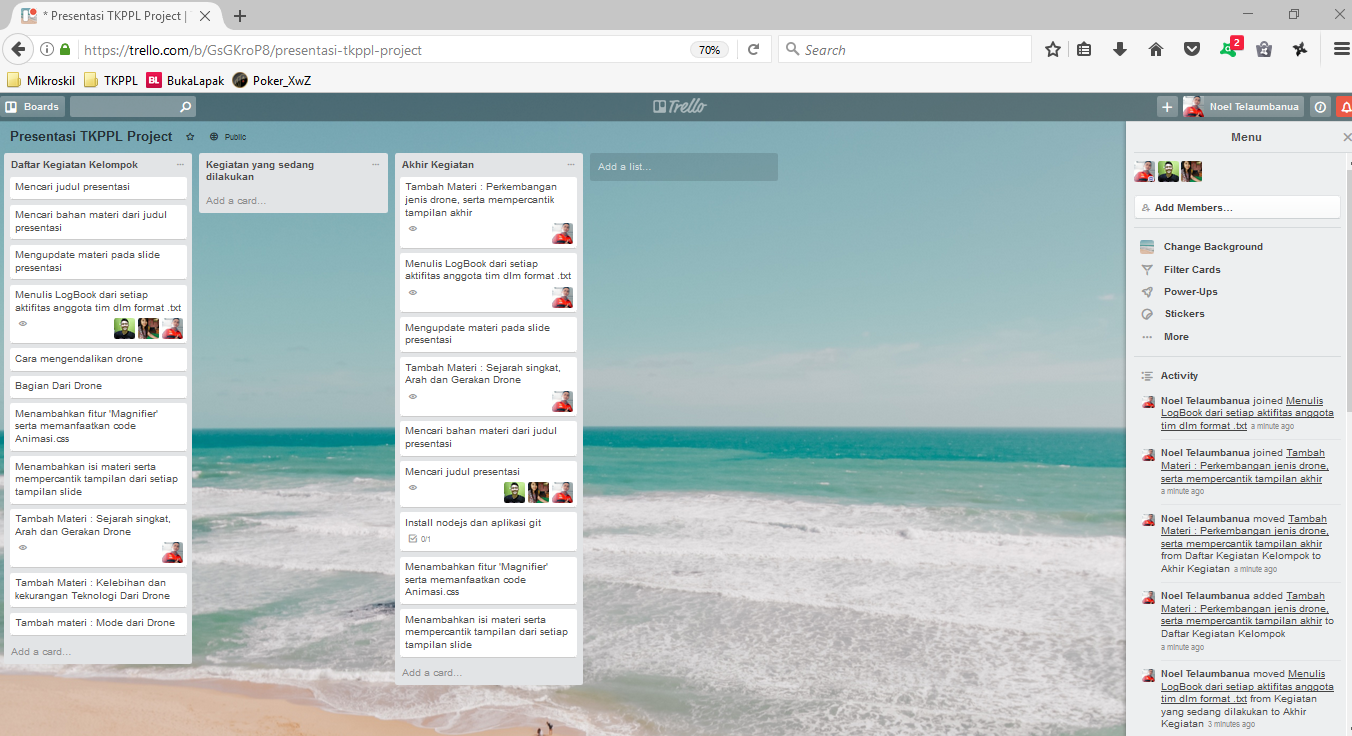 * Presentasi TKPPL Project |
https://trello.com/b/GsGKroP8/presentasi-tkppl-project
70%
Search
2
Mikroskil
TKPPL
BL BukaLapak
Poker_XwZ
Boards
Trello
Noel Telaumbanua
Presentasi TKPPL Project
Public
Daftar Kegiatan Kelompok
Mencari judul presentasi
Mencari bahan materi dari judul
presentasi
Mengupdate materi pada slide
presentasi
Menulis LogBook dari setiap
aktifitas anggota tim dlm format .txt
Cara mengendalikan drone
Bagian Dari Drone
Menambahkan fitur 'Magnifier'
serta memanfaatkan code
Animasi.css
Menambahkan isi materi serta
mempercantik tampilan dari setiap
tampilan slide
Tambah Materi : Sejarah singkat,
Arah dan Gerakan Drone
Tambah Materi : Kelebihan dan
kekurangan Teknologi Dari Drone
Tambah materi : Mode dari Drone
Add a card...
Kegiatan yang sedang
dilakukan
Add a card...
Akhir Kegiatan
Tambah Materi : Perkembangan
jenis drone, serta mempercantik
tampilan akhir
Menulis LogBook dari setiap
aktifitas anggota tim dlm format .txt
Mengupdate materi pada slide
presentasi
Tambah Materi : Sejarah singkat,
Arah dan Gerakan Drone
Mencari bahan materi dari judul
presentasi
Mencari judul presentasi
Install nodejs dan aplikasi git
0/1
Menambahkan fitur 'Magnifier'
serta memanfaatkan code
Animasi.css
Menambahkan isi materi serta
mempercantik tampilan dari setiap
tampilan slide
Add a card...
Add a list...
Menu
Add Members...
Change Background
Filter Cards
Power-Ups
Stickers
More
Activity
Noel Telaumbanua joined Menulis
LogBook dari setiap aktifitas anggota
tim dlm format .txt a minute ago
Noel Telaumbanua joined Tambah
Materi : Perkembangan jenis drone,
serta mempercantik tampilan akhir
a minute ago
Noel Telaumbanua moved Tambah
Materi : Perkembangan jenis drone,
serta mempercantik tampilan akhir
from Daftar Kegiatan Kelompok to
Akhir Kegiatan a minute ago
Noel Telaumbanua added Tambah
Materi : Perkembangan jenis drone,
serta mempercantik tampilan akhir to
Daftar Kegiatan Kelompok
a minute ago
Noel Telaumbanua moved Menulis
LogBook dari setiap aktifitas anggota
tim dlm format .txt from Kegiatan
yang sedang dilakukan to Akhir
Kegiatan 3 minutes ago